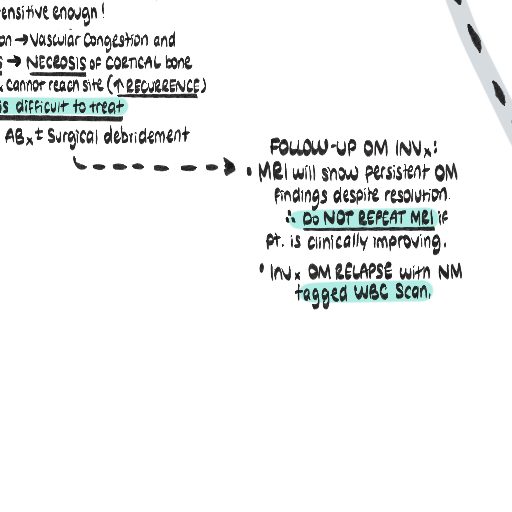 ensitive enough!
on → Vascular Congestion and
→ NECROSIS of CORTICAL bone
cannot reach site (↑ RECURRENCE)
is difficult to treat
ABx ± Surgical debridement
FOLLOW-UP OM INVx:
• MRI will show persistent OM
findings despite resolution.
∴ DO NOT REPEAT MRI if
pt. is clinically improving.
• INVx OM RELAPSE with NM
tagged WBC Scan.